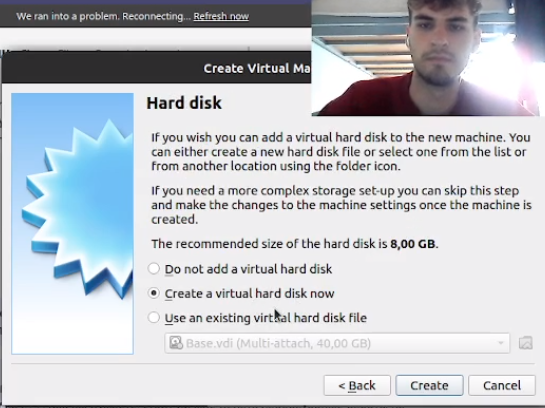 We ran into a problem. Reconnecting... Refresh now
Create Virtual Ma
Hard disk
If you wish you can add a virtual hard disk to the new machine. You
can either create a new hard disk file or select one from the list or
from another location using the folder icon.
If you need a more complex storage set-up you can skip this step
and make the changes to the machine settings once the machine is
created.
The recommended size of the hard disk is 8,00 GB.
Do not add a virtual hard disk
Create a virtual hard disk now
Use an existing virtual hard disk file
Base.vdi (Multi-attach, 40,00 GB)
< Back
Create
Cancel